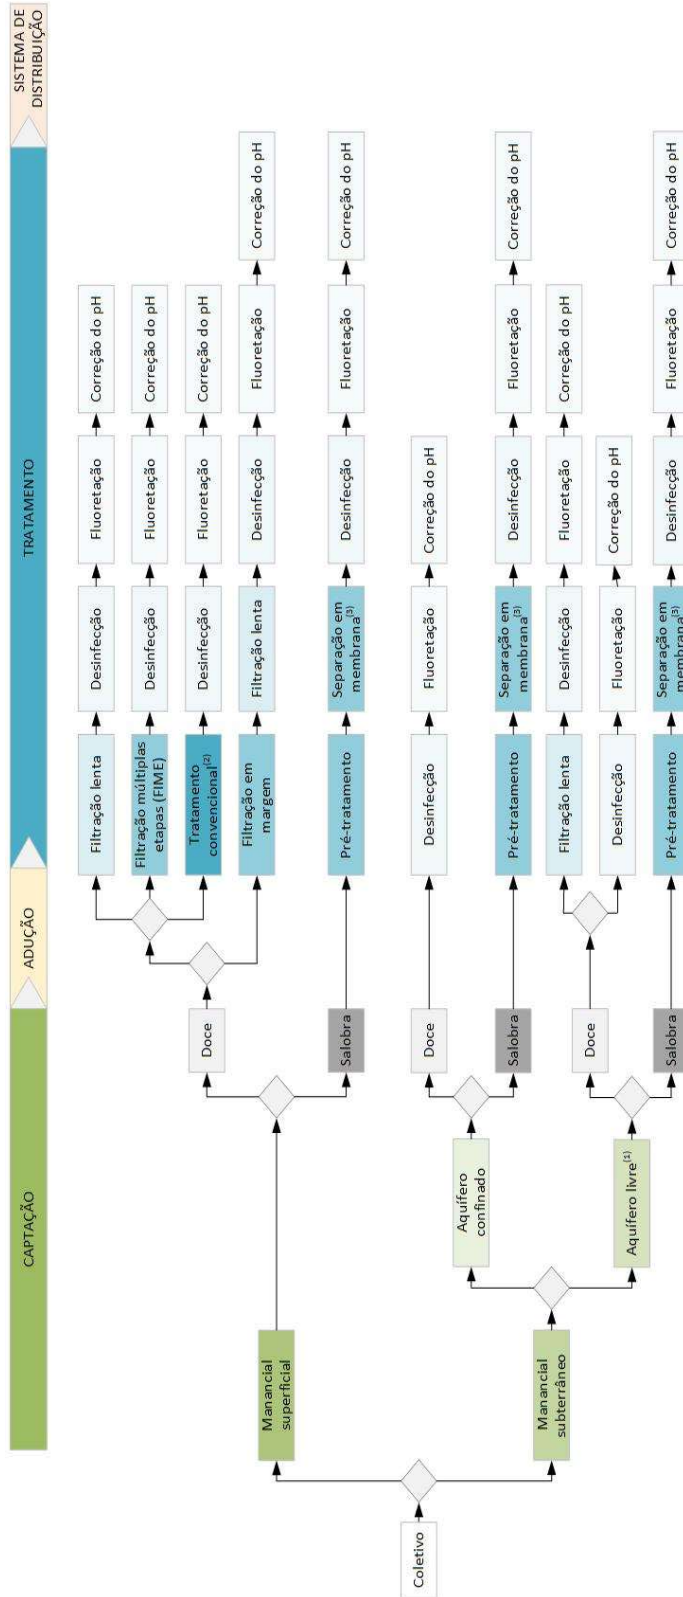 CAPTAÇÃO
ADUÇÃO
TRATAMENTO
SISTEMA DE
DISTRIBUIÇÃO
Filtração lenta
Desinfecção
Fluoretação
Correção do pH
Filtração múltiplas
etapas (FIME)
Desinfecção
Fluoretação
Correção do pH
Doce
Tratamento
convencional(2)
Desinfecção
Fluoretação
Correção do pH
Filtração em
margem
Filtração lenta
Desinfecção
Fluoretação
Correção do pH
Manancial
superficial
Salobra
Pré-tratamento
Separação em
membrana(3)
Desinfecção
Fluoretação
Correção do pH
Coletivo
Doce
Desinfecção
Fluoretação
Correção do pH
Aquífero
confinado
Salobra
Pré-tratamento
Separação em
membrana(3)
Desinfecção
Fluoretação
Correção do pH
Manancial
subterrâneo
Filtração lenta
Desinfecção
Fluoretação
Correção do pH
Doce
Desinfecção
Fluoretação
Correção do pH
Aquífero livre(1)
Salobra
Pré-tratamento
Separação em
membrana(3)
Desinfecção
Fluoretação
Correção do pH